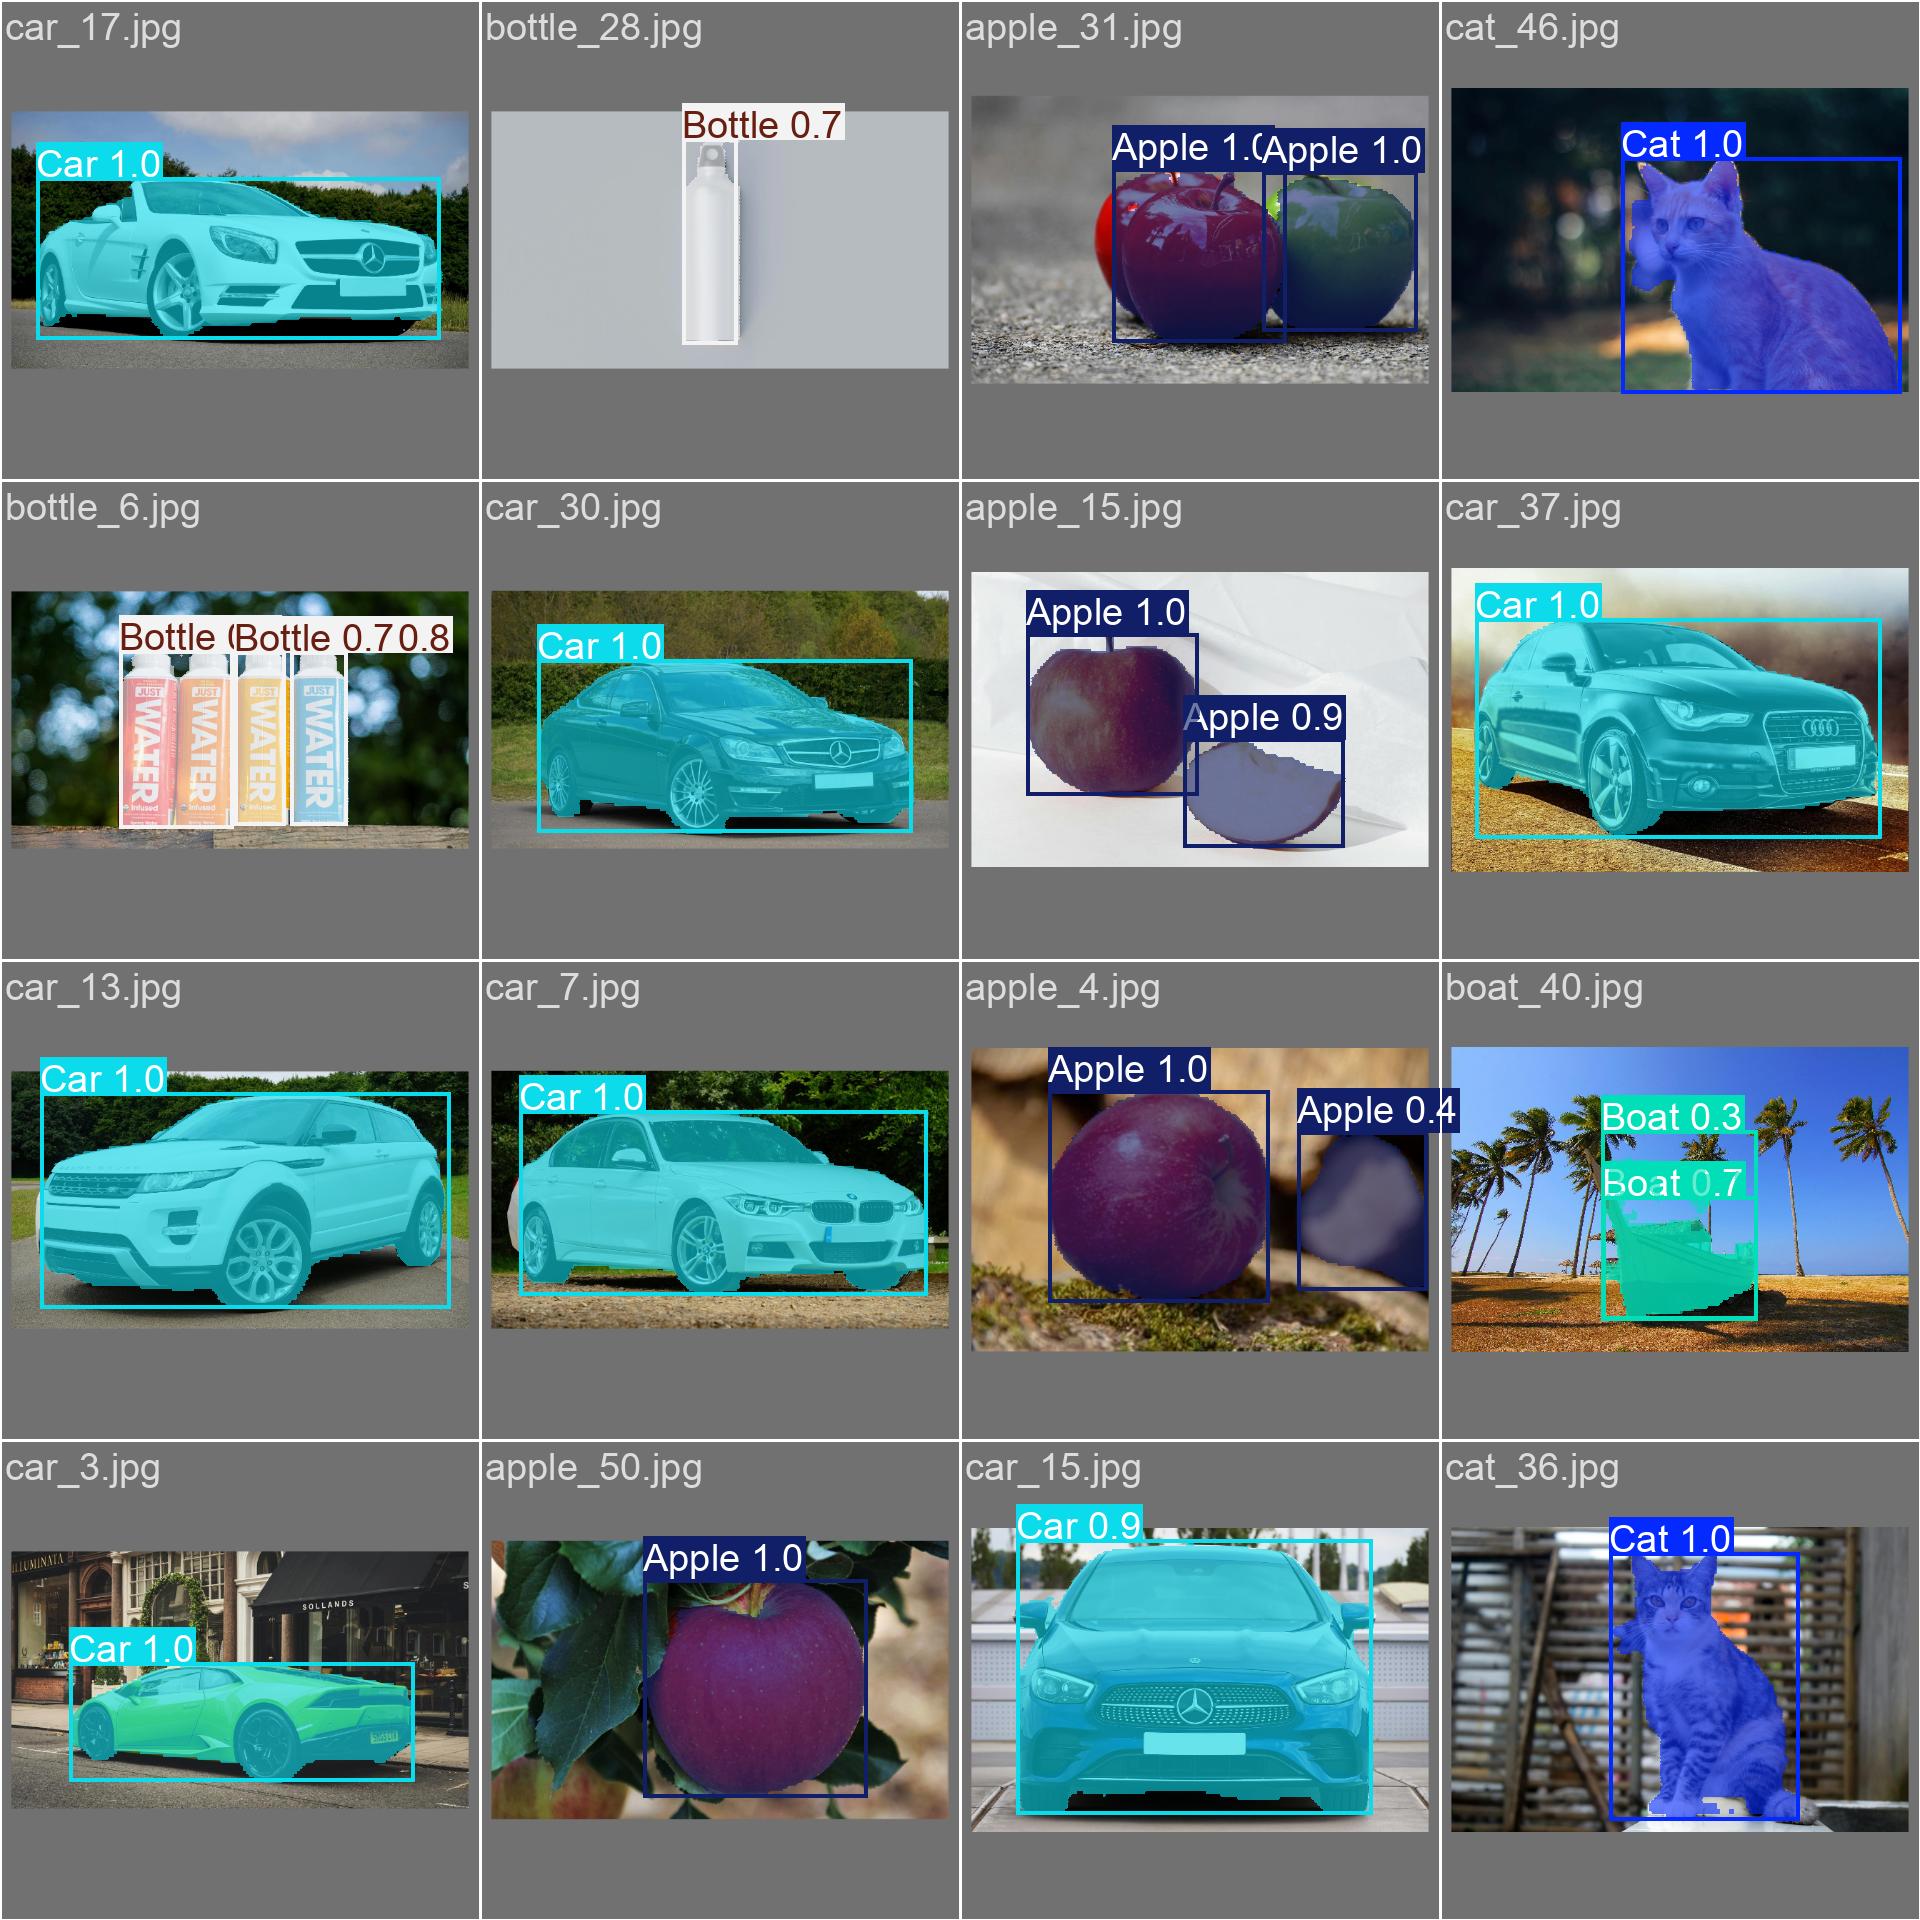 car_17.jpg
bottle_28.jpg
apple_31.jpg
cat_46.jpg
Car 1.0
Bottle 0.7
Apple 1.0
Apple 1.0
Cat 1.0
bottle_6.jpg
car_30.jpg
apple_15.jpg
car_37.jpg
Bottle
Bottle 0.7
0.8
JUST WATER Infused
JUST WATER Infused
JUST WATER Infused
JUST WATER Infused
Car 1.0
Apple 1.0
Apple 0.9
Car 1.0
car_13.jpg
car_7.jpg
apple_4.jpg
boat_40.jpg
Car 1.0
Car 1.0
Apple 1.0
Apple 0.4
Boat 0.3
Boat 0.7
car_3.jpg
apple_50.jpg
car_15.jpg
cat_36.jpg
ILLUMINATA
SOLLANDS
Car 1.0
Apple 1.0
Car 0.9
Cat 1.0